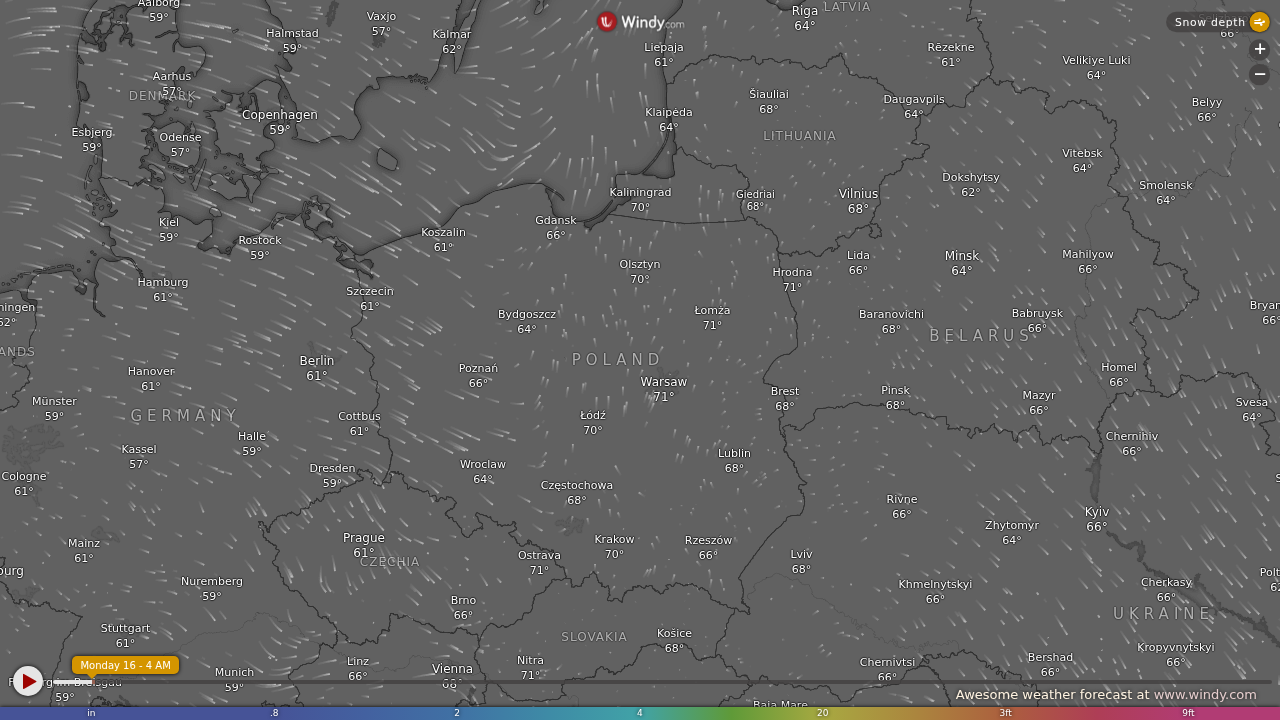 Aalborg
59°
Vaxjo
57°
Halmstad
59°
Kalmar
62°
Windy.com
Liepaja
61°
Riga
64°
LATVIA
Rēzekne
61°
Snow depth
66°
Velikiye Luki
64°
Aarhus
57°
DENMARK
Copenhagen
59°
Esbjerg
59°
Odense
57°
Klaipėda
64°
Šiauliai
68°
LITHUANIA
Daugavpils
64°
Belyy
66°
Vitebsk
64°
Dokshytsy
62°
Smolensk
64°
Kiel
59°
Rostock
59°
Koszalin
61°
Gdansk
66°
Kaliningrad
70°
Giedriai
68°
Vilnius
68°
Hamburg
61°
Szczecin
61°
Olsztyn
70°
Hrodna
71°
Lida
66°
Minsk
64°
Mahilyow
66°
Bydgoszcz
64°
Łomża
71°
Baranovichi
68°
Babruysk
66°
BELARUS
POLAND
Berlin
61°
Hanover
61°
Poznań
66°
Warsaw
71°
Brest
68°
Pinsk
68°
Homel
66°
Mazyr
66°
Münster
59°
GERMANY
Cottbus
61°
Łódź
70°
Svesa
64°
Kassel
57°
Halle
59°
Chernihiv
66°
Cologne
61°
Dresden
59°
Wroclaw
64°
Częstochowa
68°
Lublin
68°
Rivne
66°
Kyiv
66°
Zhytomyr
64°
Mainz
61°
Prague
61°
CZECHIA
Ostrava
71°
Krakow
70°
Rzeszów
66°
Lviv
68°
Nuremberg
59°
Khmelnytskyi
66°
Cherkasy
66°
UKRAINE
Brno
66°
Stuttgart
61°
SLOVAKIA
Košice
68°
Kropyvnytskyi
66°
Monday 16 - 4 AM
Munich
59°
Linz
66°
Vienna
68°
Nitra
71°
Chernivtsi
66°
Bershad
66°
59°
Baia Mare
Awesome weather forecast at www.windy.com
in .8 2 4 20 3ft 9ft